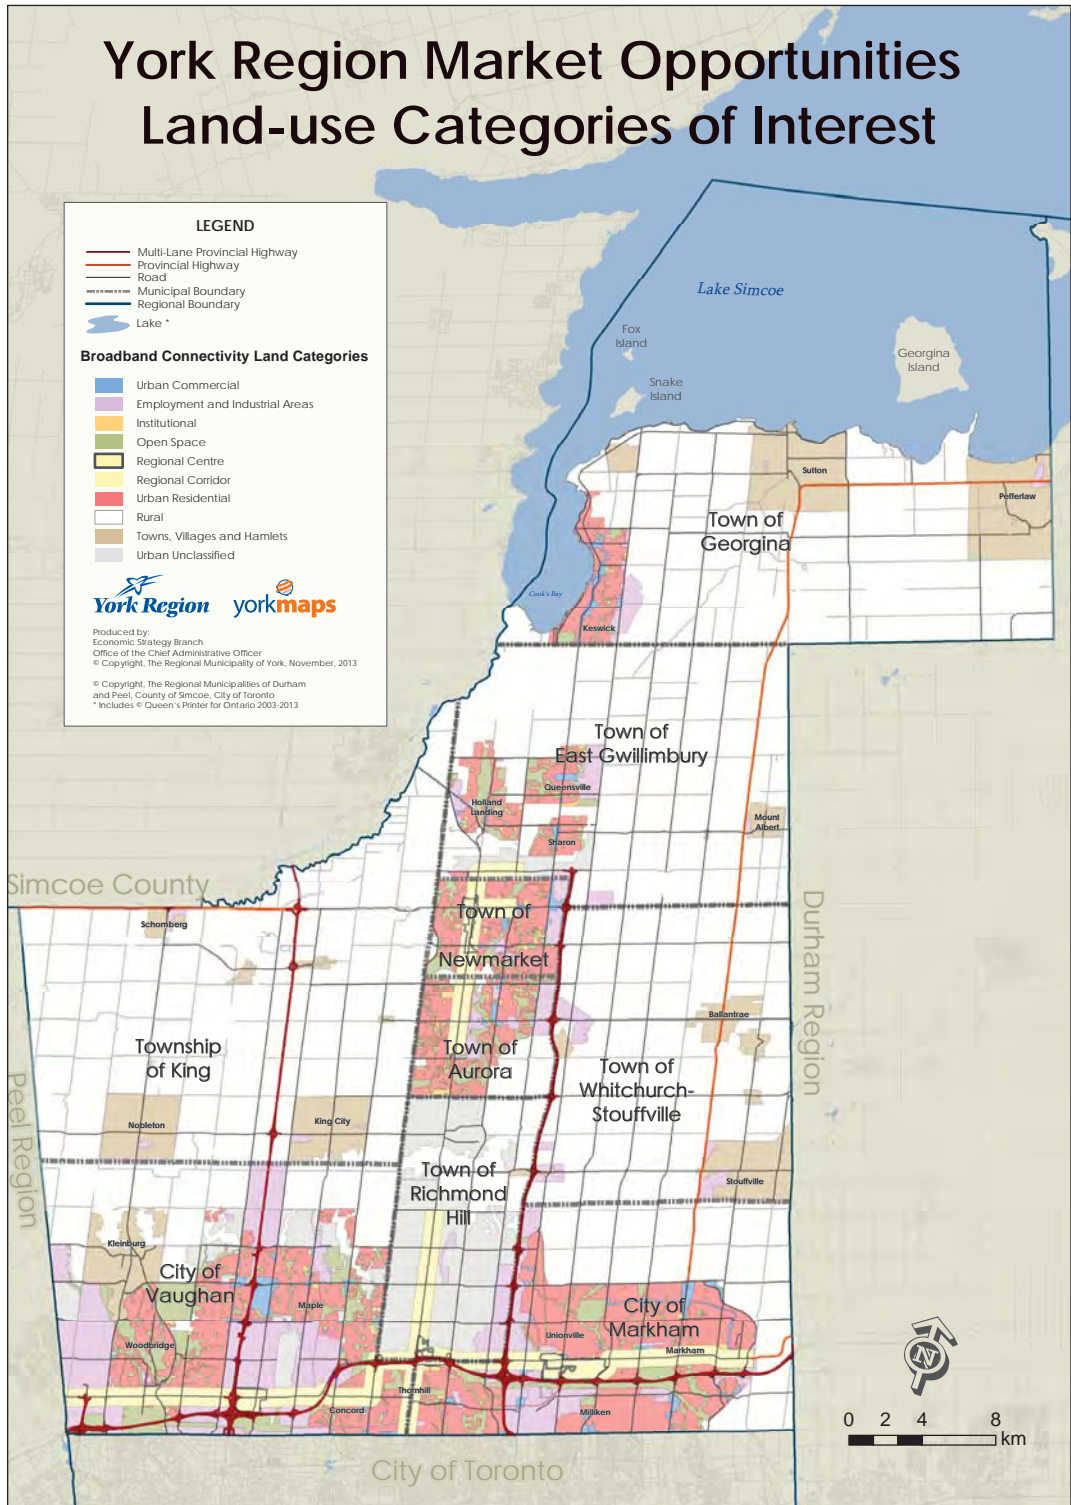 York Region Market Opportunities
Land-use Categories of Interest
LEGEND
Multi-Lane Provincial Highway
Provincial Highway
Road
Municipal Boundary
Regional Boundary
Lake *
Broadband Connectivity Land Categories
Urban Commercial
Employment and Industrial Areas
Institutional
Open Space
Regional Centre
Regional Corridor
Urban Residential
Rural
Towns, Villages and Hamlets
Urban Unclassified
York Region
yorkmaps
Produced by:
Economic Strategy Branch
Office of the Chief Administrative Officer
© Copyright, The Regional Municipality of York, November, 2013
© Copyright, The Regional Municipalities of Durham
and Peel, County of Simcoe, City of Toronto
* Includes © Queen's Printer for Ontario 2003-2013
Lake Simcoe
Fox
Island
Georgina
Island
Snake
Island
Sutton
Pefferlaw
Town of
Georgina
Cook's Bay
Keswick
Town of
East Gwillimbury
Queensville
Holland
Landing
Mount
Albert
Sharon
Simcoe County
Durham Region
Town of
Newmarket
Schomberg
Ballantrae
Township
of King
Town of
Aurora
Town of
Whitchurch-
Stouffville
Peel Region
Nobleton
King City
Town of
Richmond
Hill
Stouffville
Kleinburg
City of
Vaughan
Maple
City of
Markham
Woodbridge
Unionville
Markham
Thornhill
Concord
Milliken
N
0 2 4 8
km
City of Toronto